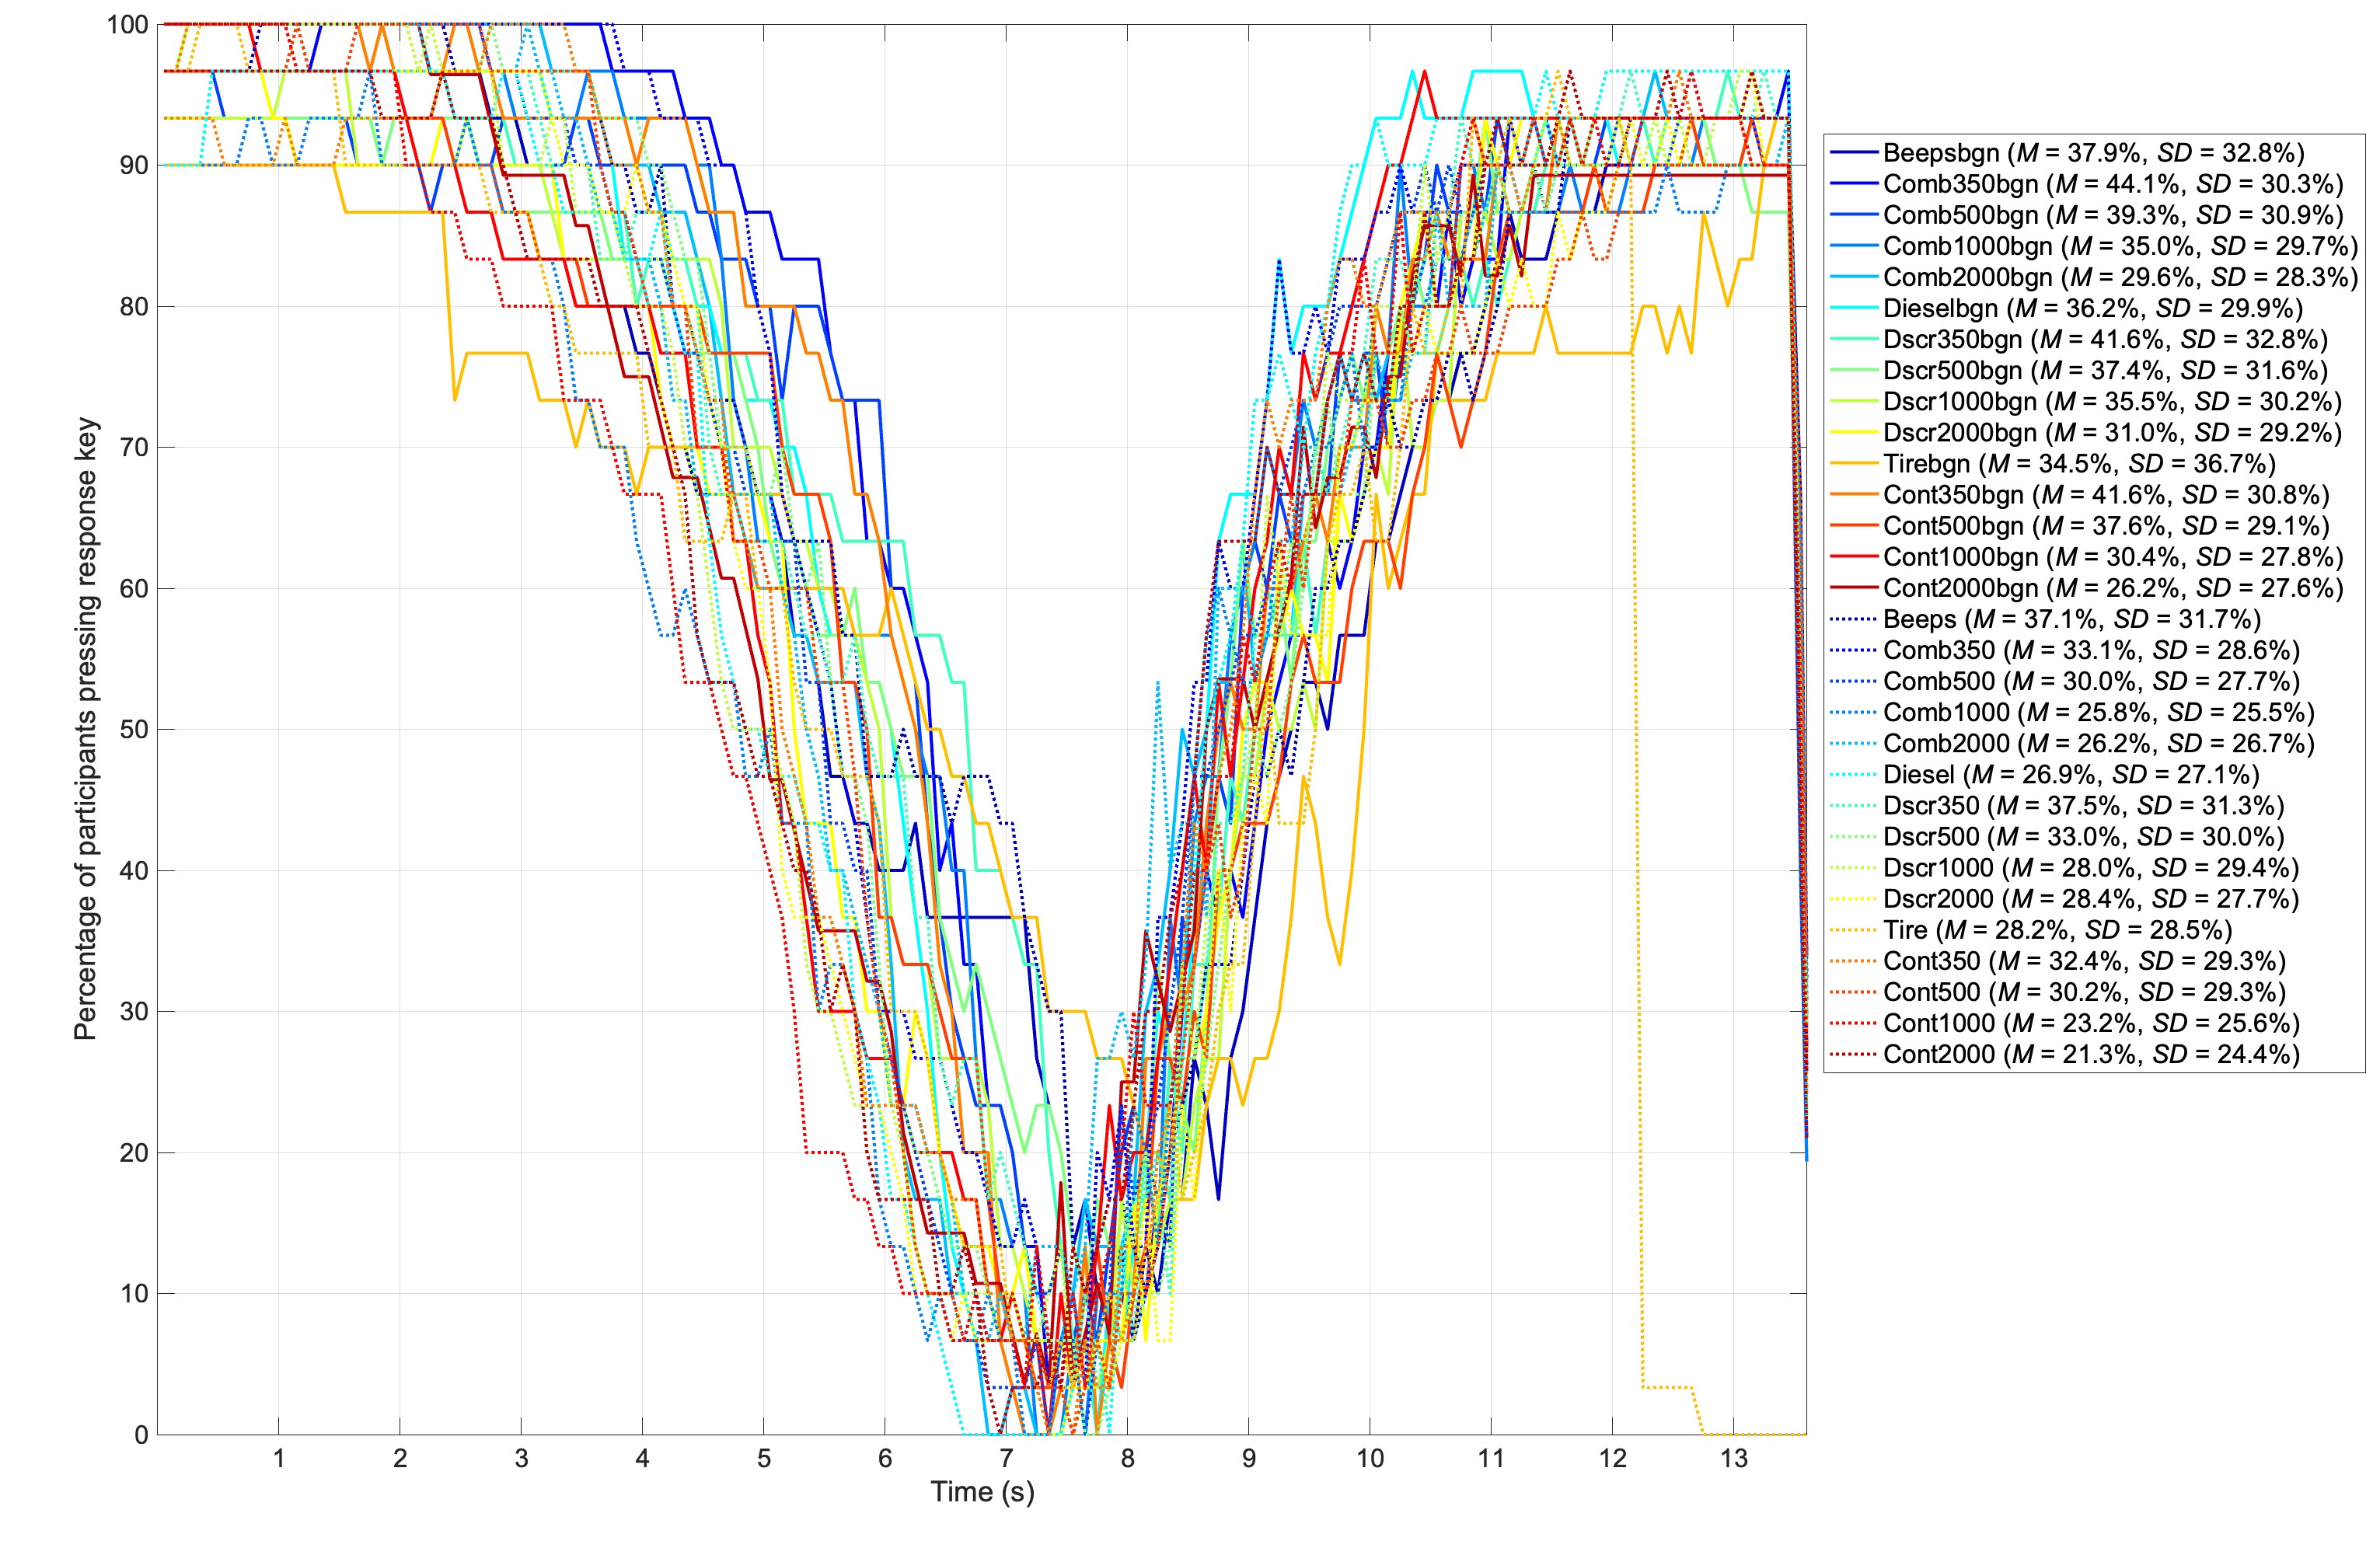 100
90
80
70
60
50
40
30
20
10
0
Percentage of participants pressing response key
1 2 3 4 5 6 7 8 9 10 11 12 13
Time (s)
Beepsbgn (M = 37.9%, SD = 32.8%)
Comb350bgn (M = 44.1%, SD = 30.3%)
Comb500bgn (M = 39.3%, SD = 30.9%)
Comb1000bgn (M = 35.0%, SD = 29.7%)
Comb2000bgn (M = 29.6%, SD = 28.3%)
Dieselbgn (M = 36.2%, SD = 29.9%)
Dscr350bgn (M = 41.6%, SD = 32.8%)
Dscr500bgn (M = 37.4%, SD = 31.6%)
Dscr1000bgn (M = 35.5%, SD = 30.2%)
Dscr2000bgn (M = 31.0%, SD = 29.2%)
Tirebgn (M = 34.5%, SD = 36.7%)
Cont350bgn (M = 41.6%, SD = 30.8%)
Cont500bgn (M = 37.6%, SD = 29.1%)
Cont1000bgn (M = 30.4%, SD = 27.8%)
Cont2000bgn (M = 26.2%, SD = 27.6%)
Beeps (M = 37.1%, SD = 31.7%)
Comb350 (M = 33.1%, SD = 28.6%)
Comb500 (M = 30.0%, SD = 27.7%)
Comb1000 (M = 25.8%, SD = 25.5%)
Comb2000 (M = 26.2%, SD = 26.7%)
Diesel (M = 26.9%, SD = 27.1%)
Dscr350 (M = 37.5%, SD = 31.3%)
Dscr500 (M = 33.0%, SD = 30.0%)
Dscr1000 (M = 28.0%, SD = 29.4%)
Dscr2000 (M = 28.4%, SD = 27.7%)
Tire (M = 28.2%, SD = 28.5%)
Cont350 (M = 32.4%, SD = 29.3%)
Cont500 (M = 30.2%, SD = 29.3%)
Cont1000 (M = 23.2%, SD = 25.6%)
Cont2000 (M = 21.3%, SD = 24.4%)